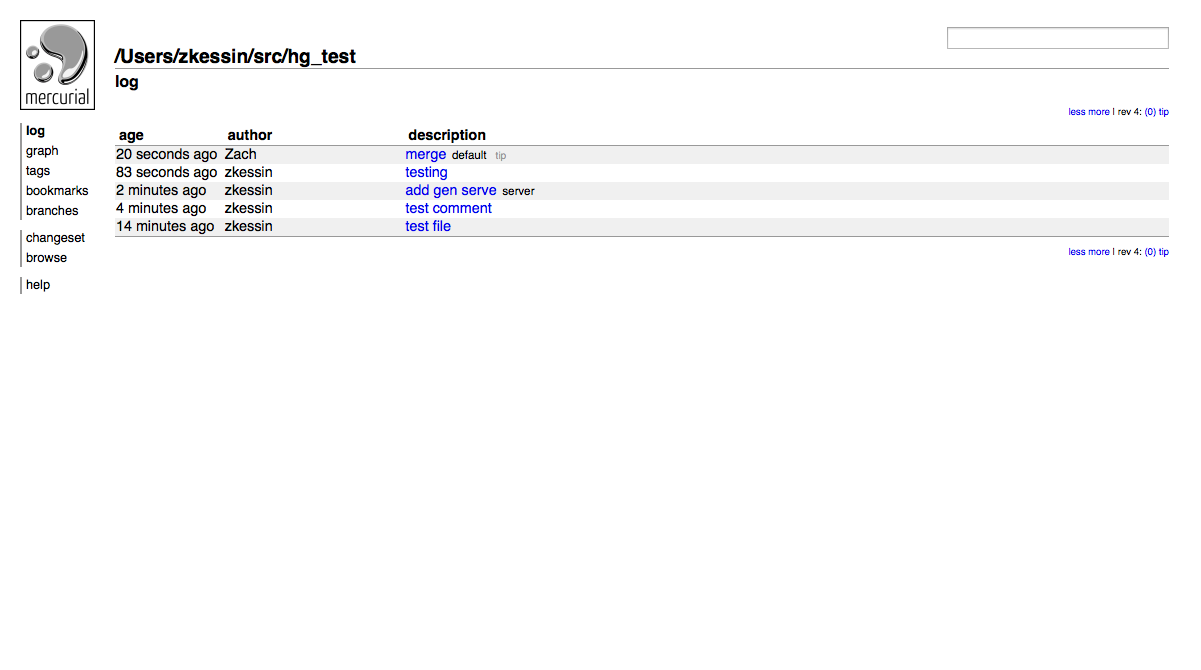 mercurial
/Users/zkessin/src/hg_test
log
less more | rev 4: (0) tip
log
graph
tags
bookmarks
branches
changeset
browse
help
age author description
20 seconds ago Zach merge default tip
83 seconds ago zkessin testing
2 minutes ago zkessin add gen serve server
4 minutes ago zkessin test comment
14 minutes ago zkessin test file
less more | rev 4: (0) tip